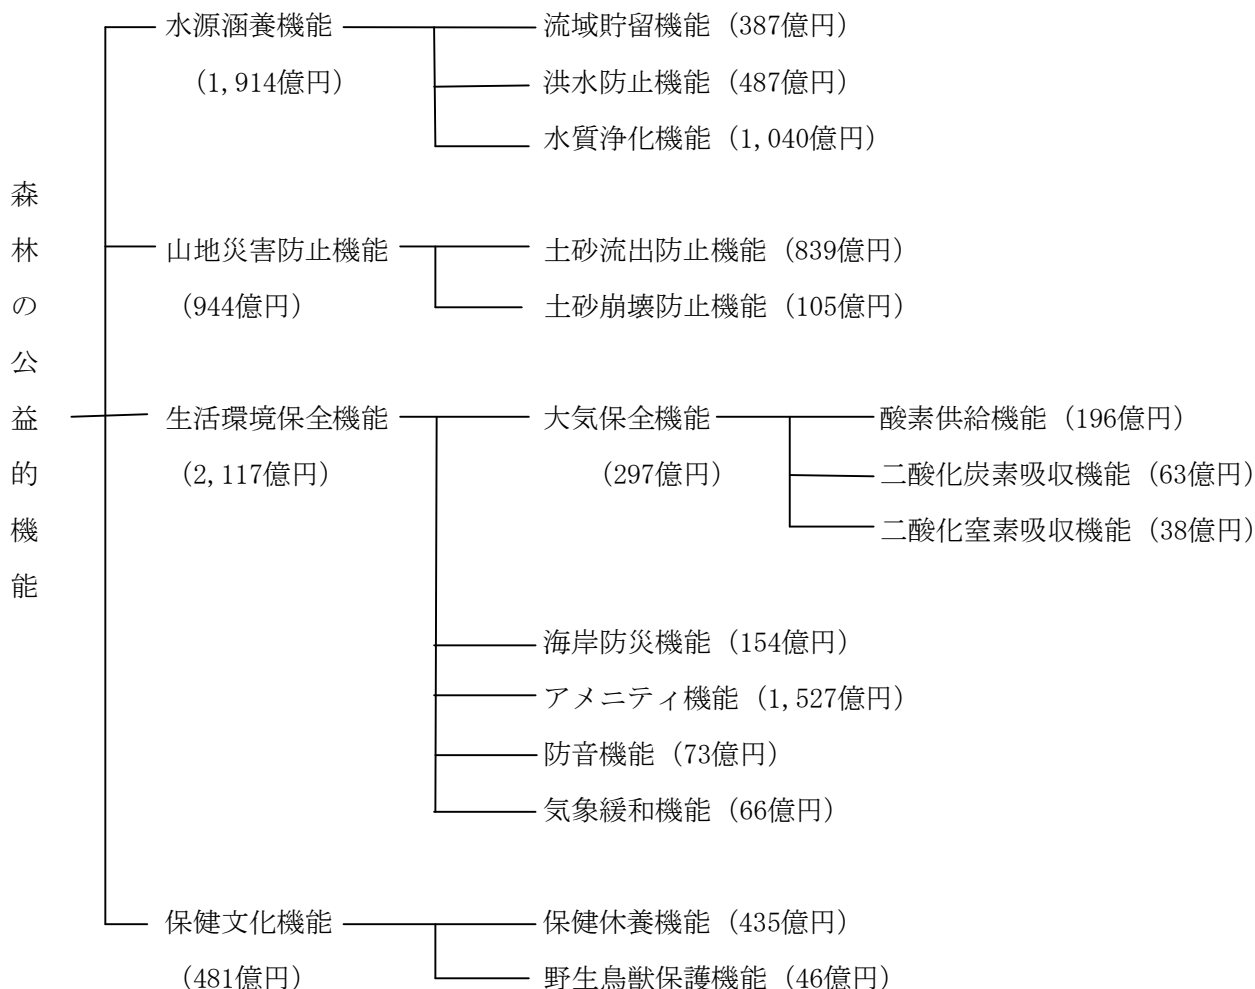 森林の公益的機能
水源涵養機能
(1,914億円)
流域貯留機能 (387億円)
洪水防止機能 (487億円)
水質浄化機能 (1,040億円)
山地災害防止機能
(944億円)
土砂流出防止機能 (839億円)
土砂崩壊防止機能 (105億円)
生活環境保全機能
(2,117億円)
大気保全機能
(297億円)
酸素供給機能 (196億円)
二酸化炭素吸収機能 (63億円)
二酸化窒素吸収機能 (38億円)
海岸防災機能 (154億円)
アメニティ機能 (1,527億円)
防音機能 (73億円)
気象緩和機能 (66億円)
保健文化機能
(481億円)
保健休養機能 (435億円)
野生鳥獣保護機能 (46億円)